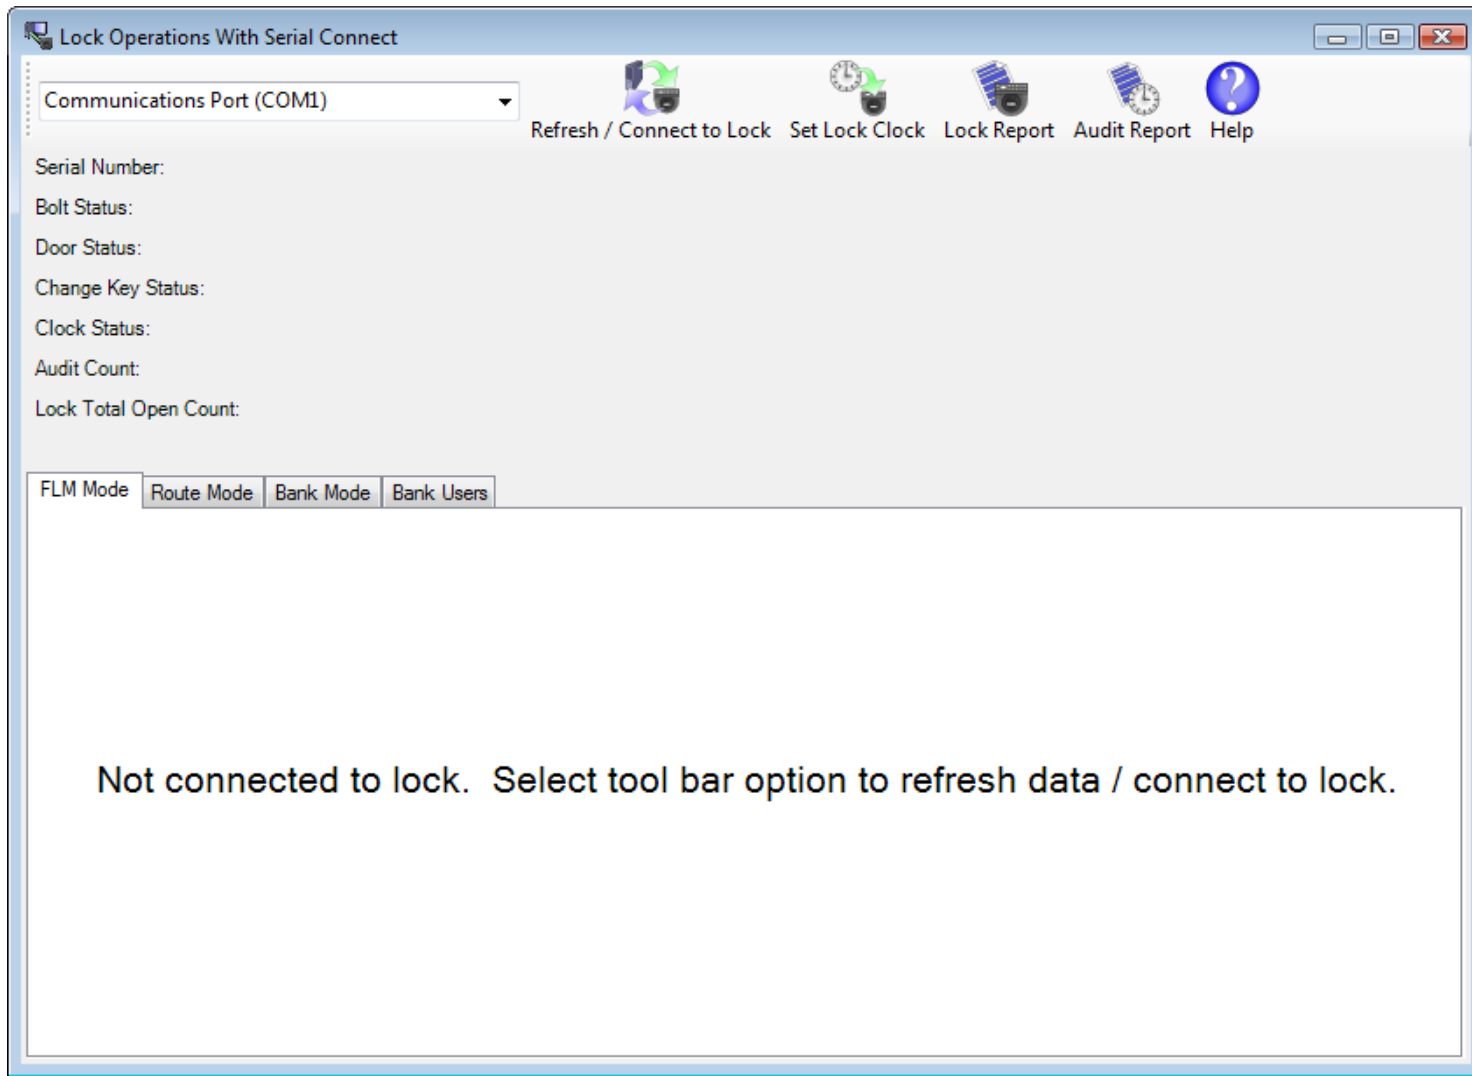 Lock Operations With Serial Connect
Communications Port (COM1)
Refresh / Connect to Lock Set Lock Clock Lock Report Audit Report Help
Serial Number:
Bolt Status:
Door Status:
Change Key Status:
Clock Status:
Audit Count:
Lock Total Open Count:
FLM Mode Route Mode Bank Mode Bank Users
Not connected to lock.  Select tool bar option to refresh data / connect to lock.